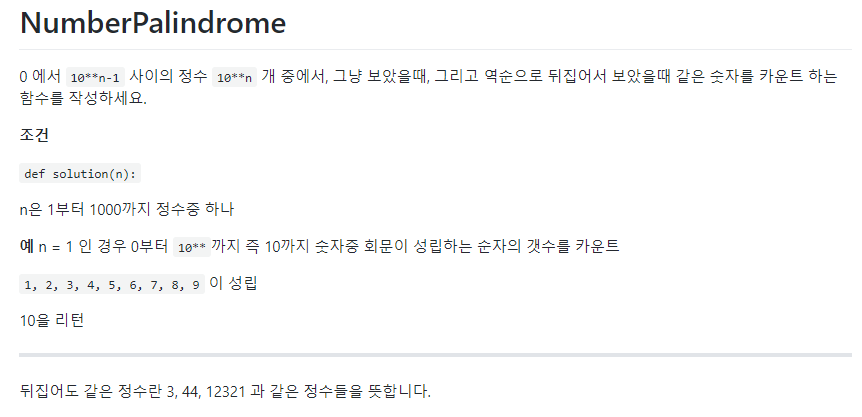 NumberPalindrome
0 에서 10**n-1 사이의 정수 10**n 개 중에서, 그냥 보았을때, 그리고 역순으로 뒤집어서 보았을때 같은 숫자를 카운트 하는
함수를 작성하세요.
조건
def solution(n):
n은 1부터 1000까지 정수중 하나
예 n = 1 인 경우 0부터 10** 까지 즉 10까지 숫자중 회문이 성립하는 순자의 갯수를 카운트
1, 2, 3, 4, 5, 6, 7, 8, 9 이 성립
10을 리턴
뒤집어도 같은 정수란 3, 44, 12321 과 같은 정수들을 뜻합니다.